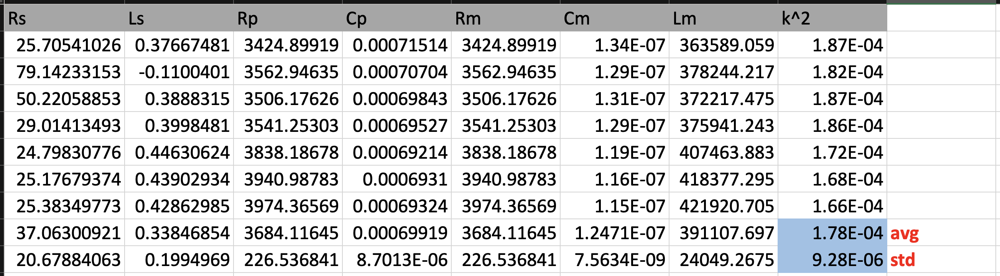 Rs Ls Rp Cp Rm Cm Lm k^2
25.70541026 0.37667481 3424.89919 0.00071514 3424.89919 1.34E-07 363589.059 1.87E-04
79.14233153 -0.1100401 3562.94635 0.00070704 3562.94635 1.29E-07 378244.217 1.82E-04
50.22058853 0.3888315 3506.17626 0.00069843 3506.17626 1.31E-07 372217.475 1.87E-04
29.01413493 0.3998481 3541.25303 0.00069527 3541.25303 1.29E-07 375941.243 1.86E-04
24.79830776 0.44630624 3838.18678 0.00069214 3838.18678 1.19E-07 407463.883 1.72E-04
25.17679374 0.43902934 3940.98783 0.0006931 3940.98783 1.16E-07 418377.295 1.68E-04
25.38349773 0.42862985 3974.36569 0.00069324 3974.36569 1.15E-07 421920.705 1.66E-04
37.06300921 0.33846854 3684.11645 0.00069919 3684.11645 1.2471E-07 391107.697 1.78E-04 avg
20.67884063 0.1994969 226.536841 8.7013E-06 226.536841 7.5634E-09 24049.2675 9.28E-06 std